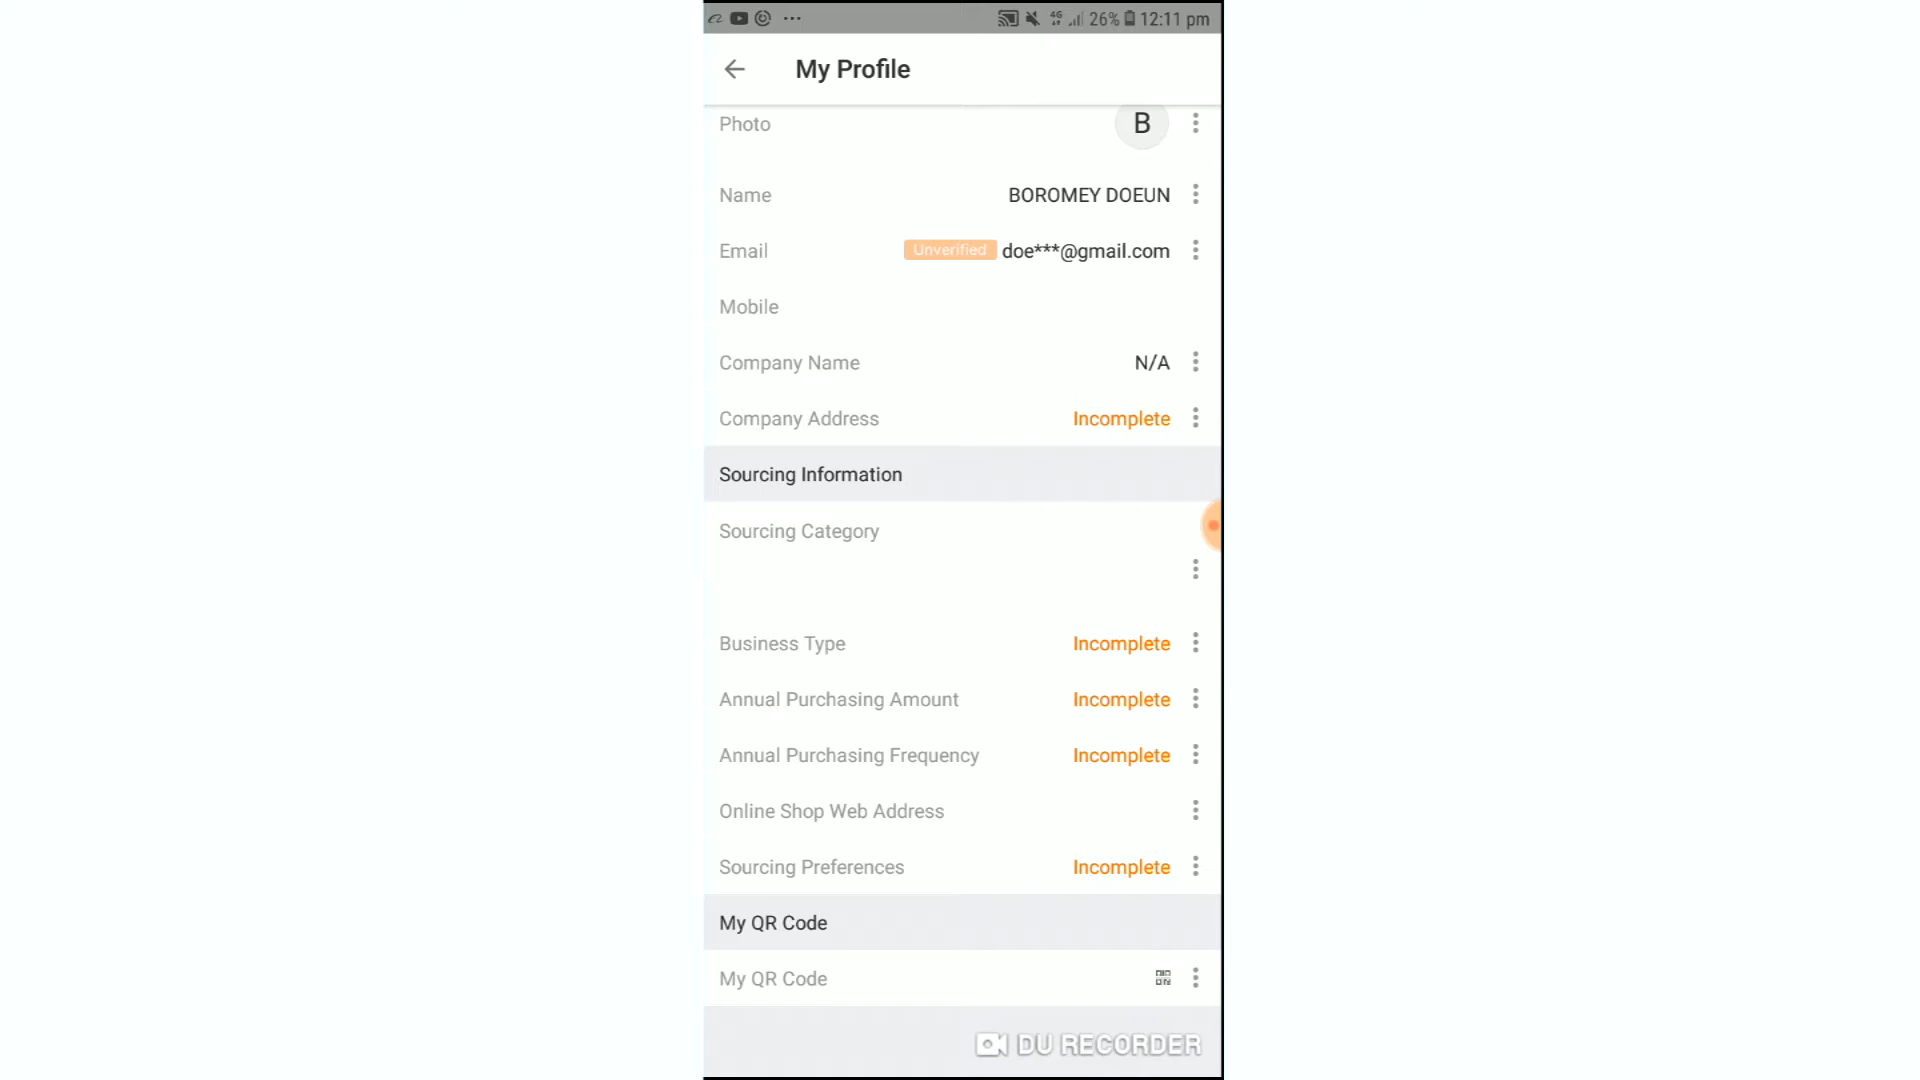 4G 26% 12:11 pm
My Profile
Photo B
Name BOROMEY DOEUN
Email Unverified doe***@gmail.com
Mobile
Company Name N/A
Company Address Incomplete
Sourcing Information
Sourcing Category
Business Type Incomplete
Annual Purchasing Amount Incomplete
Annual Purchasing Frequency Incomplete
Online Shop Web Address
Sourcing Preferences Incomplete
My QR Code
My QR Code
DU RECORDER